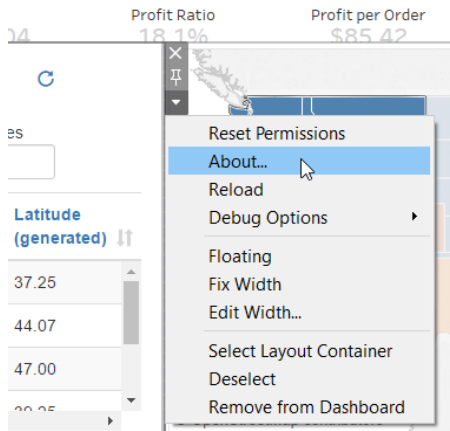 Profit Ratio
Profit per Order
18.1%
$85.42
es
Reset Permissions
About...
Reload
Debug Options
Latitude
(generated)
Floating
37.25
Fix Width
Edit Width...
44.07
47.00
Select Layout Container
Deselect
Remove from Dashboard